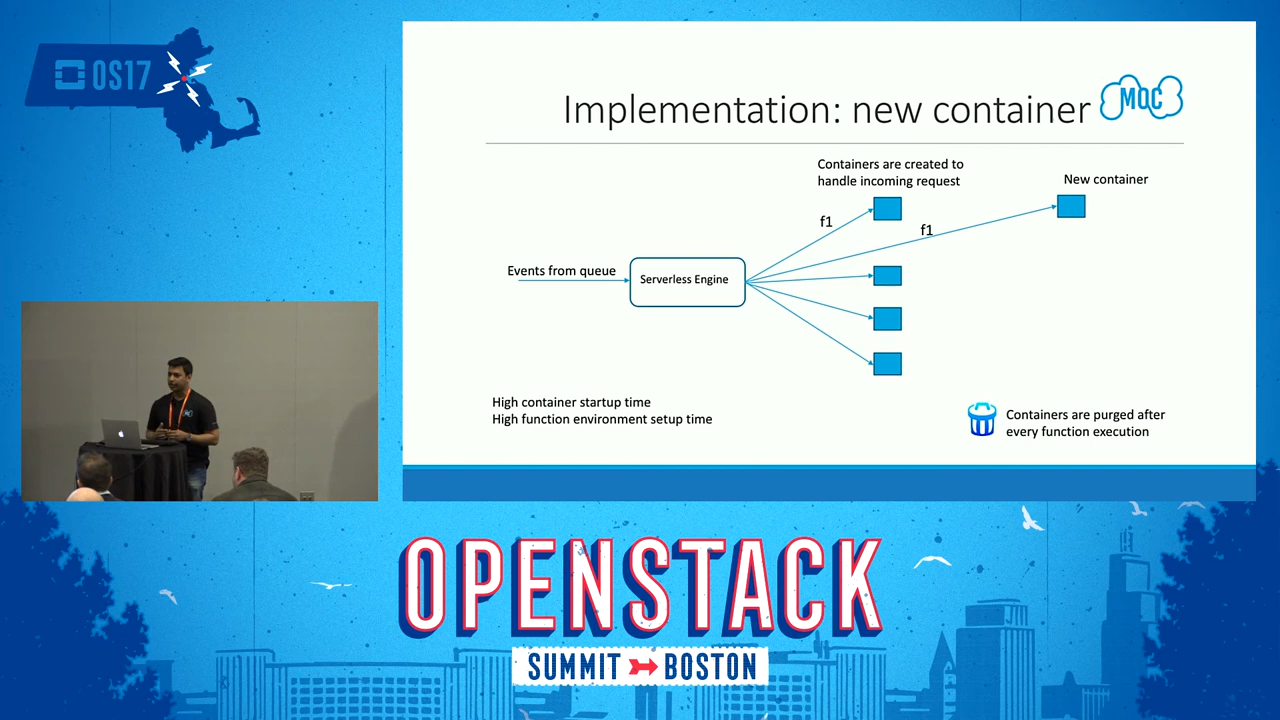 OS17
Implementation: new container
MOC
Containers are created to
handle incoming request
New container
f1
f1
Events from queue
Serverless Engine
High container startup time
High function environment setup time
Containers are purged after
every function execution
OPENSTACK
SUMMIT BOSTON